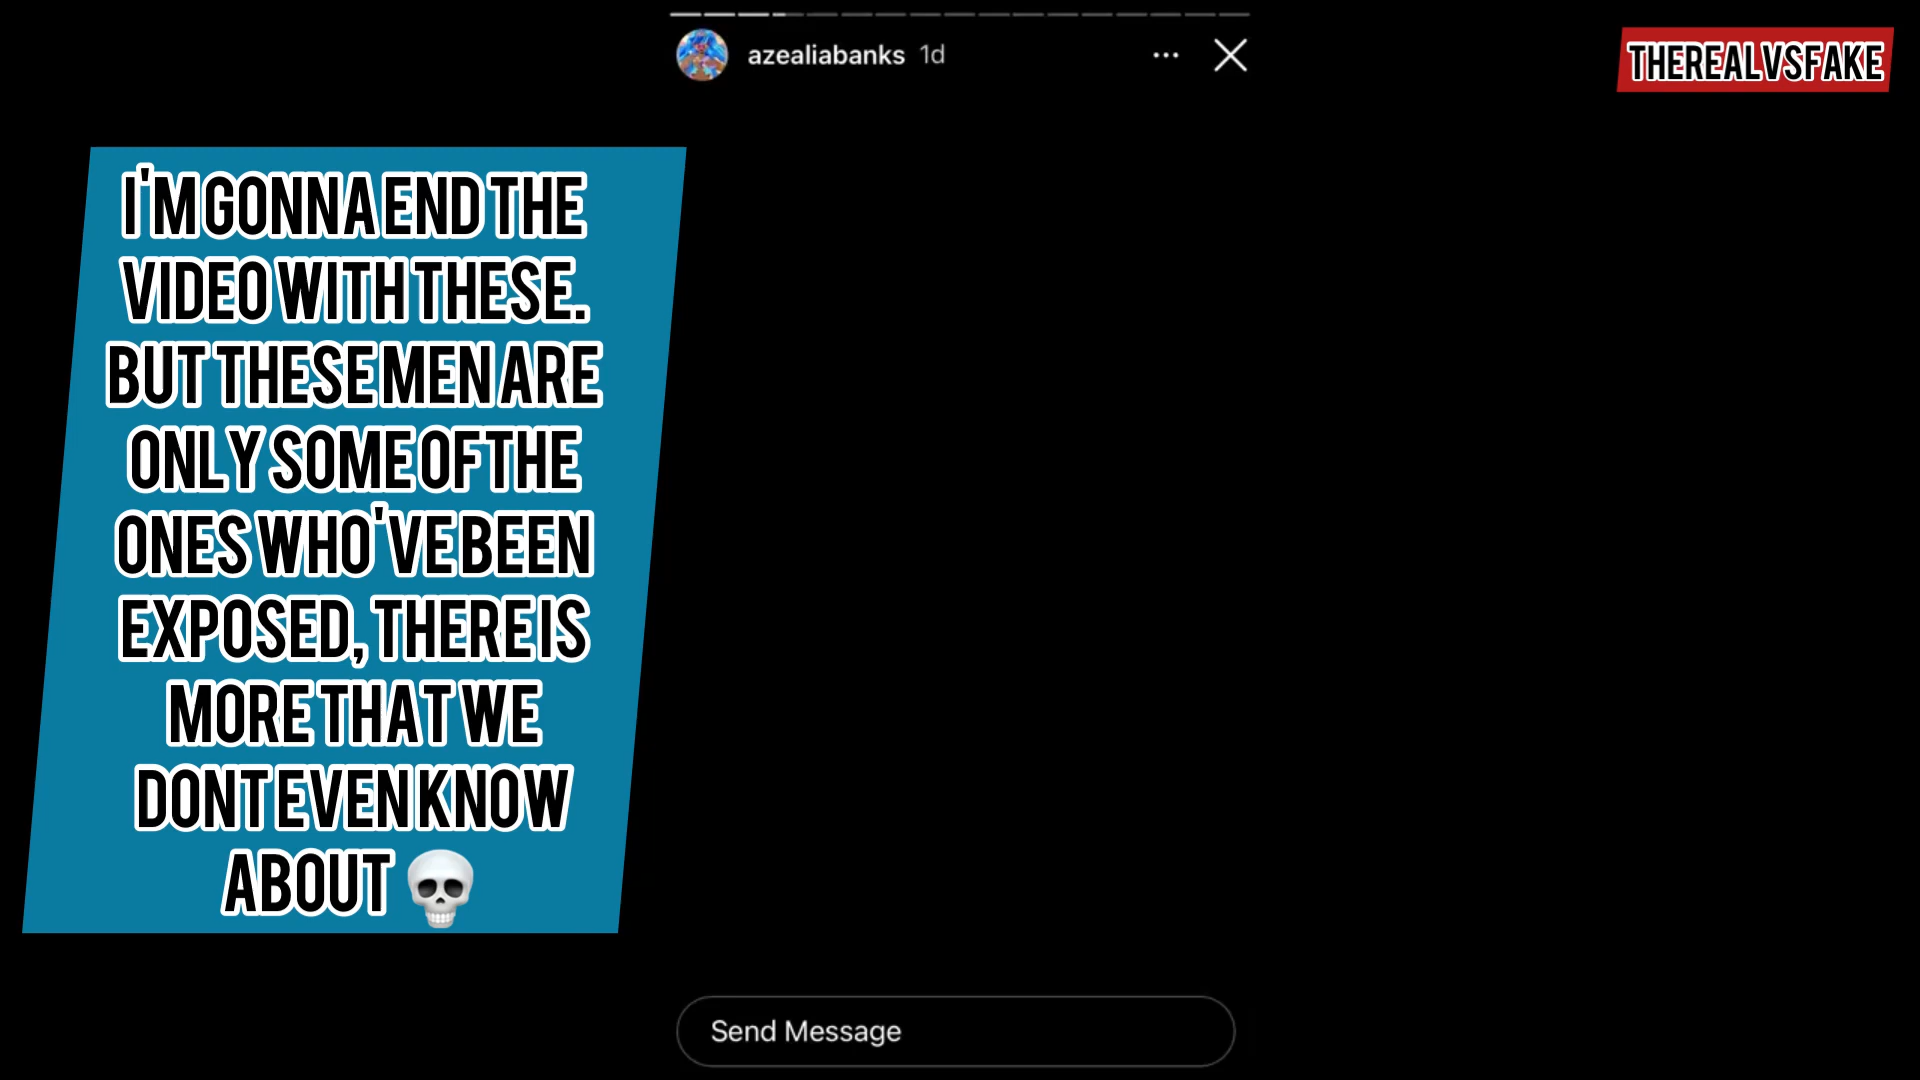 azealiabanks 1d
THEREALVSFAKE
I'M GONNA END THE
VIDEO WITH THESE.
BUT THESE MEN ARE
ONLY SOME OF THE
ONES WHO'VE BEEN
EXPOSED, THERE IS
MORE THAT WE
DONT EVEN KNOW
ABOUT 💀
Send Message